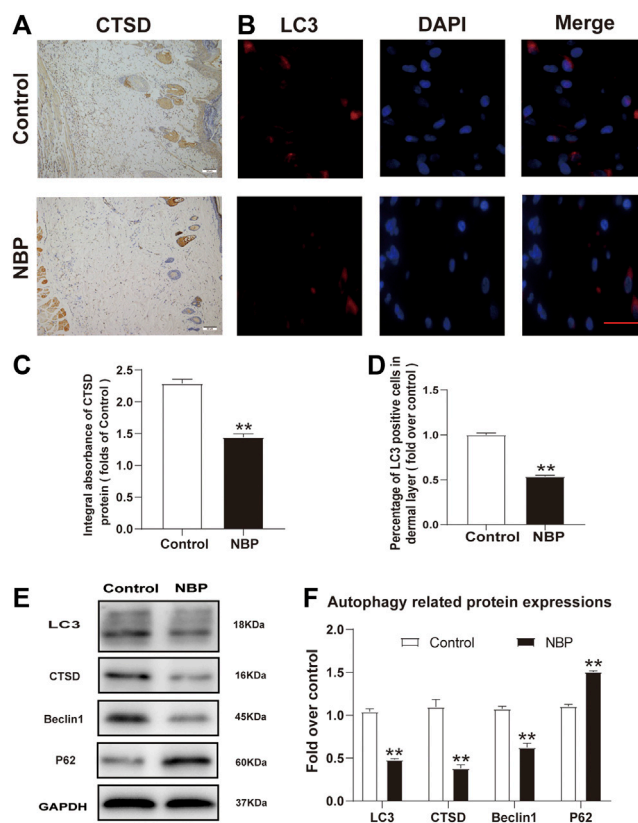 A
CTSD
B
LC3
DAPI
Merge
Control
NBP
C
Integral absorbance of CTSD
protein ( folds of Control )
2.5
2.0
1.5
1.0
0.5
0.0
**
Control
NBP
D
Percentage of LC3 positive cells in
dermal layer ( fold over control )
1.5
1.0
0.5
0.0
**
Control
NBP
E
Control
NBP
LC3
18KDa
CTSD
16KDa
Beclin1
45KDa
P62
60KDa
GAPDH
37KDa
F
Autophagy related protein expressions
Control
NBP
Fold over control
2.0
1.5
1.0
0.5
0.0
**
**
**
**
LC3
CTSD
Beclin1
P62